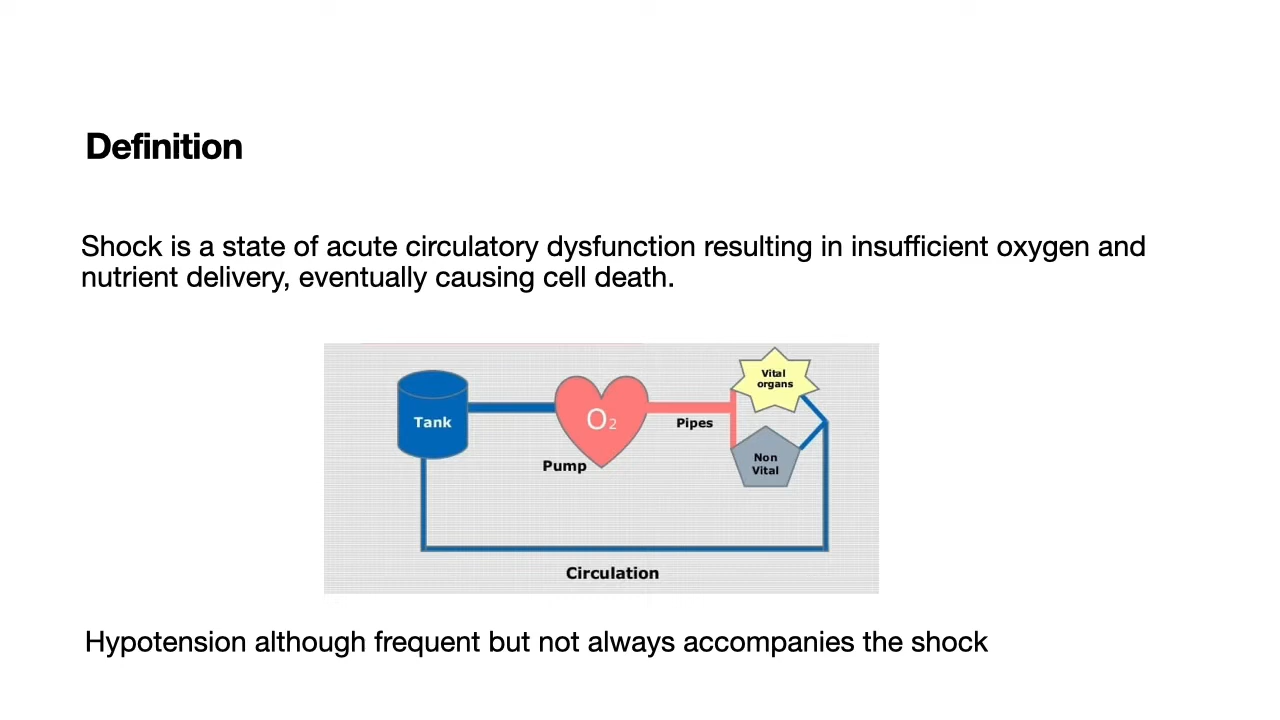 Definition
Shock is a state of acute circulatory dysfunction resulting in insufficient oxygen and
nutrient delivery, eventually causing cell death.
Vital
organs
Tank
O2
Pipes
Pump
Non
Vital
Circulation
Hypotension although frequent but not always accompanies the shock